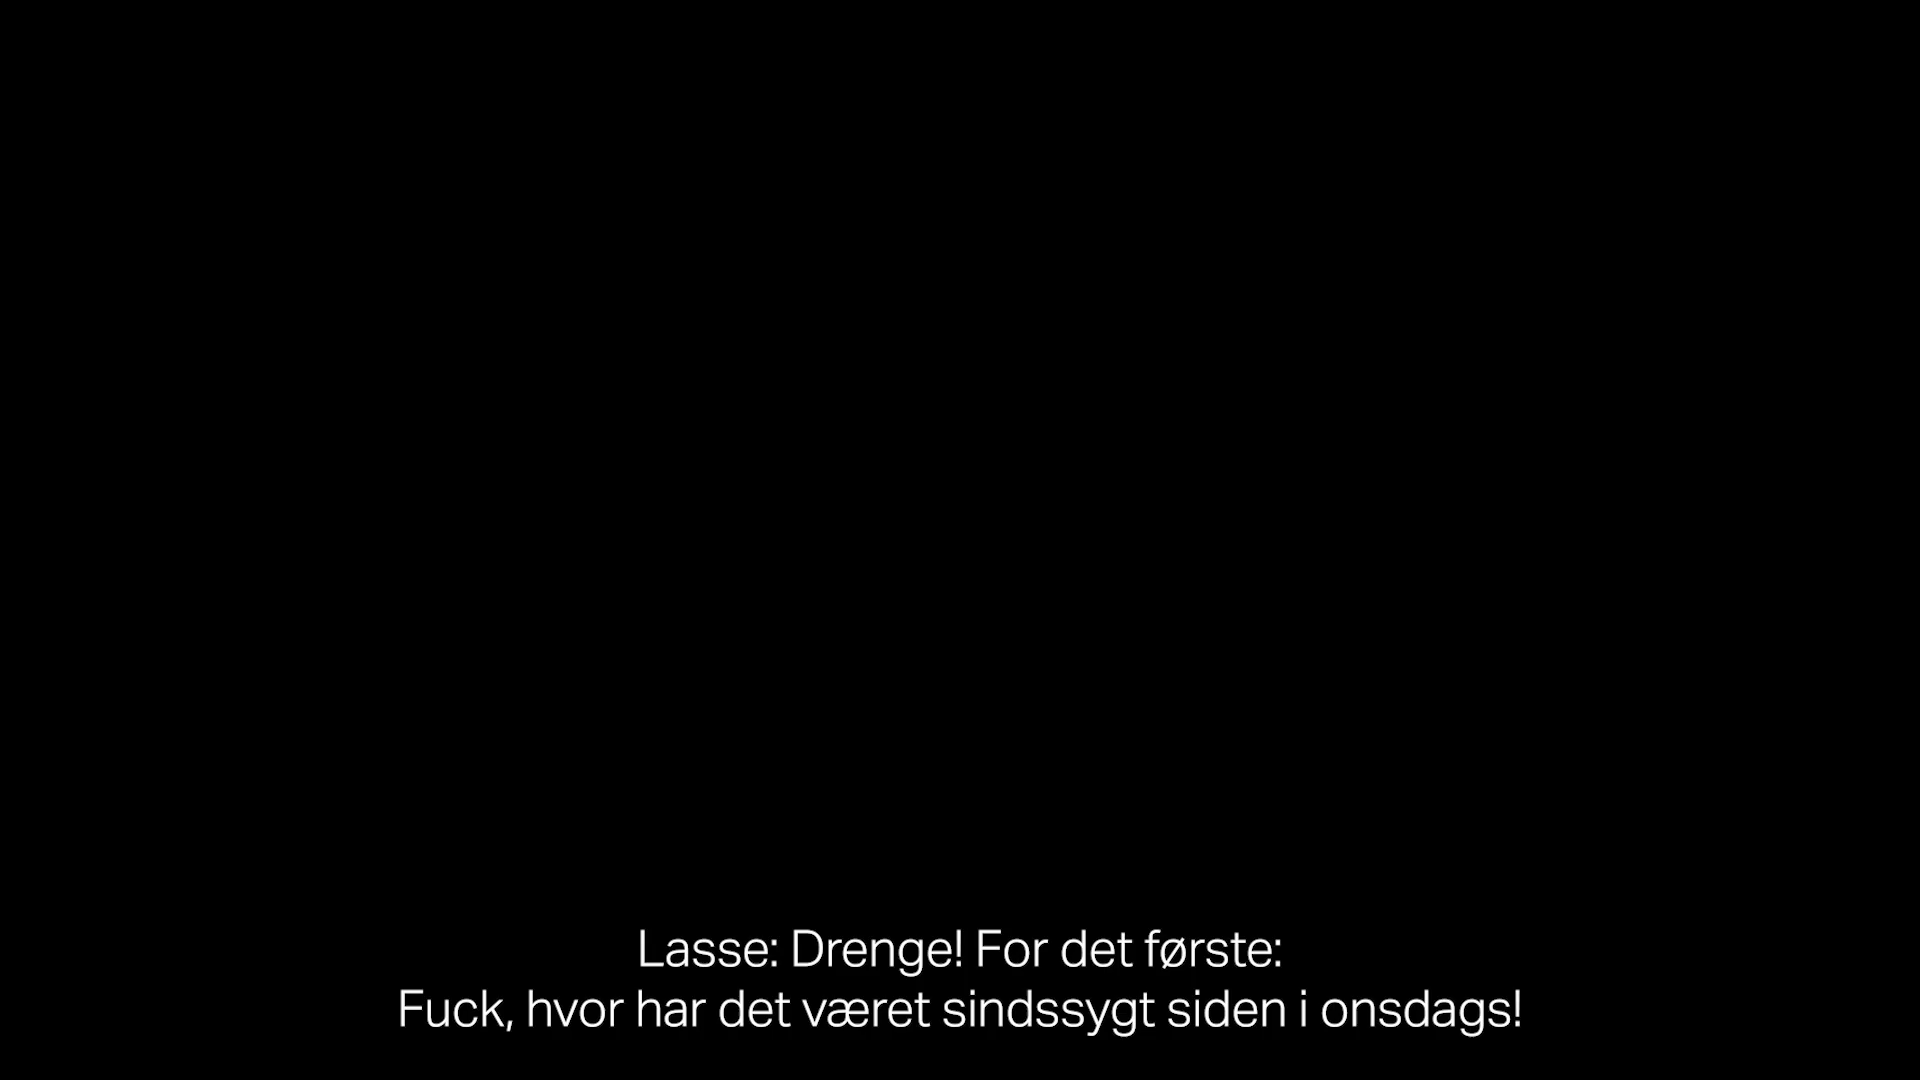 Lasse: Drenge! For det første:
Fuck, hvor har det været sindssygt siden i onsdags!